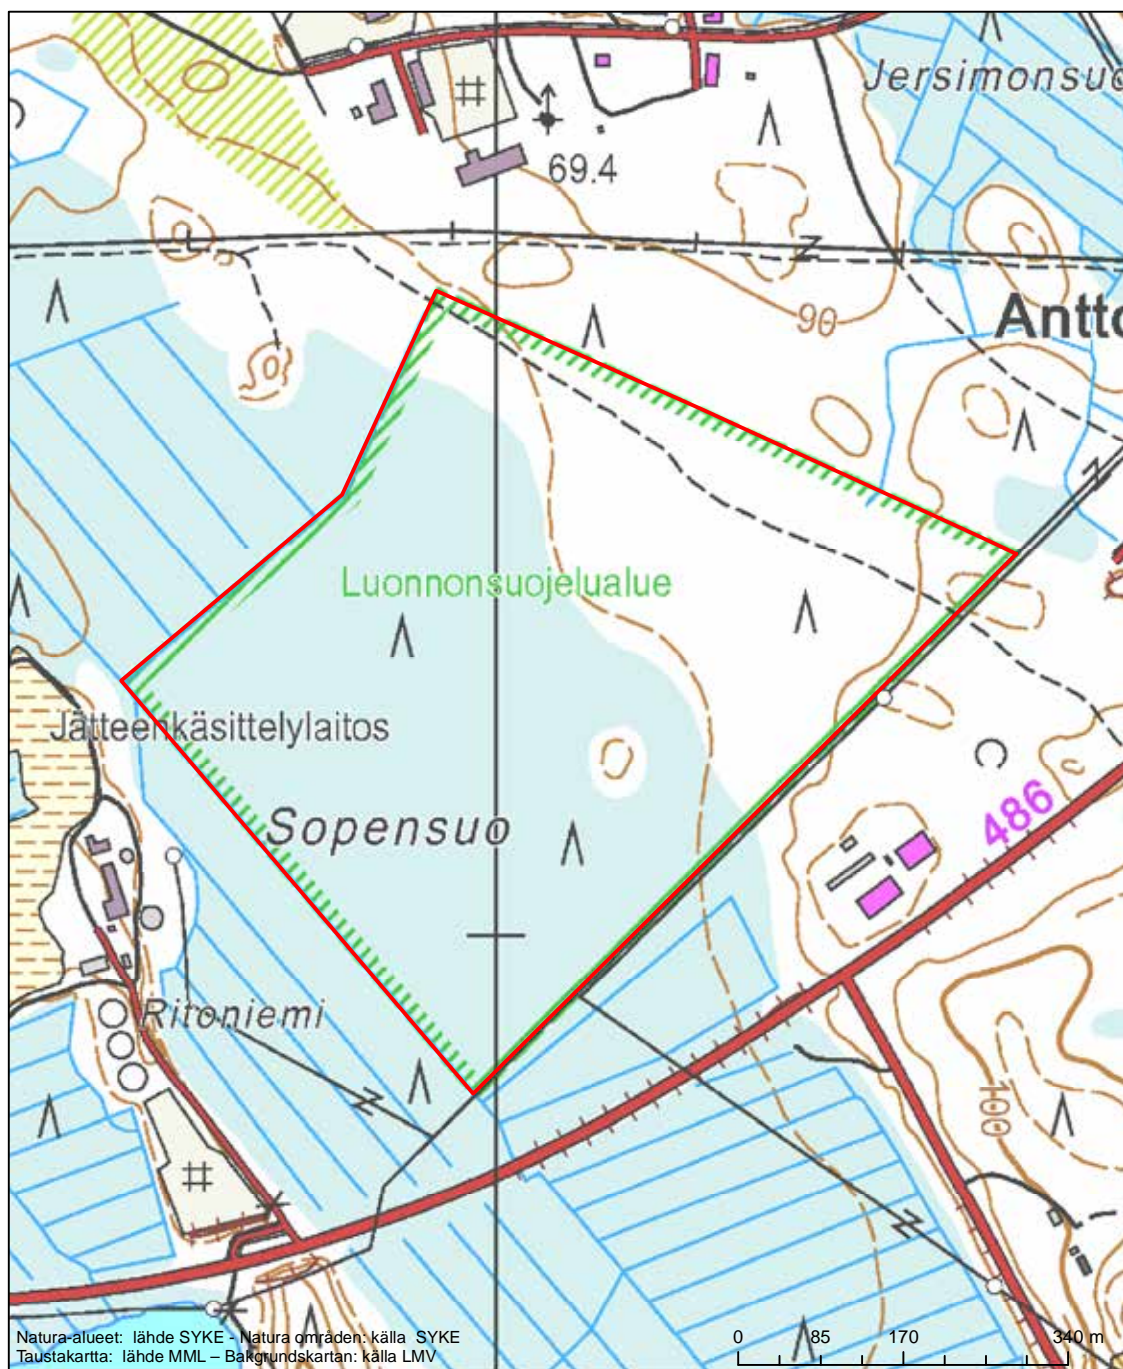 Jersimonsuo
69.4
90
Antto
Luonnonsuojelualue
Jätteenkäsittelylaitos
486
Sopensuo
Ritoniemi
100
Natura-alueet: lähde SYKE - Natura områden: källa SYKE
Taustakartta: lähde MML – Bakgrundskartan: källa LMV
0 85 170 340 m